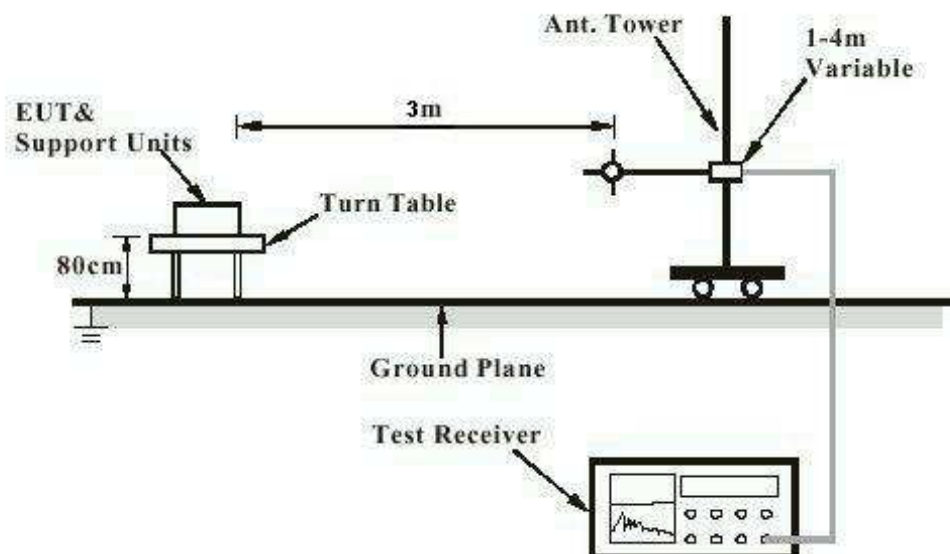 Ant. Tower
1-4m
Variable
EUT&
Support Units
3m
Turn Table
80cm
Ground Plane
Test Receiver